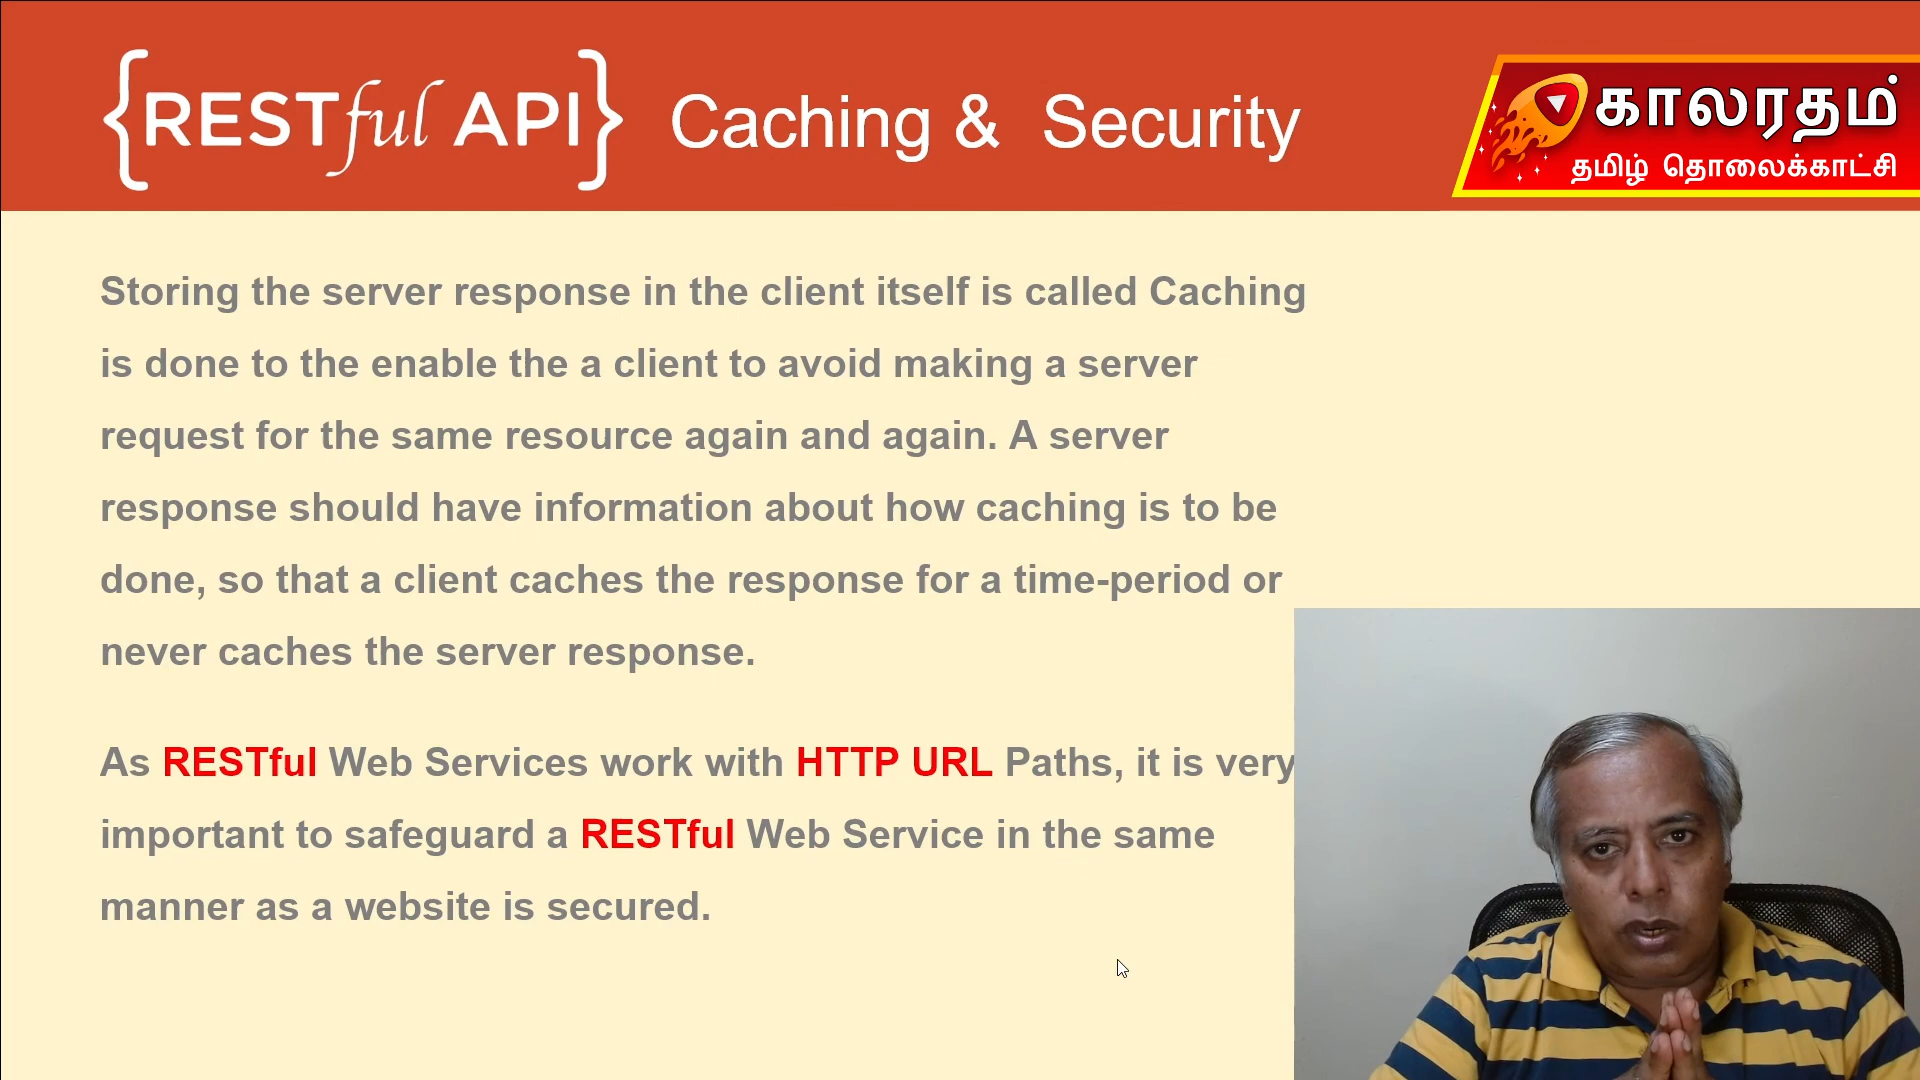 {RESTful API} Caching & Security
காலரதம்
தமிழ் தொலைக்காட்சி
Storing the server response in the client itself is called Caching
is done to the enable the a client to avoid making a server
request for the same resource again and again. A server
response should have information about how caching is to be
done, so that a client caches the response for a time-period or
never caches the server response.
As RESTful Web Services work with HTTP URL Paths, it is very
important to safeguard a RESTful Web Service in the same
manner as a website is secured.